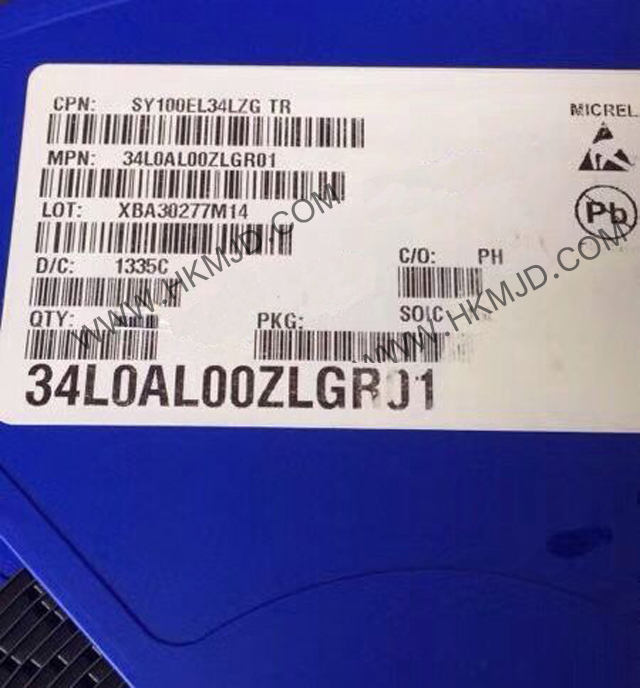 CPN: SY100EL34LZG TR
MICREL
MPN: 34L0AL00ZLGR01
LOT: XBA30277M14
Pb
D/C: 1335C
C/O: PH
QTY:
PKG: SOIC
34L0AL00ZLGR01
WWW.HKMJD.COM
WWW.HKMJD.COM